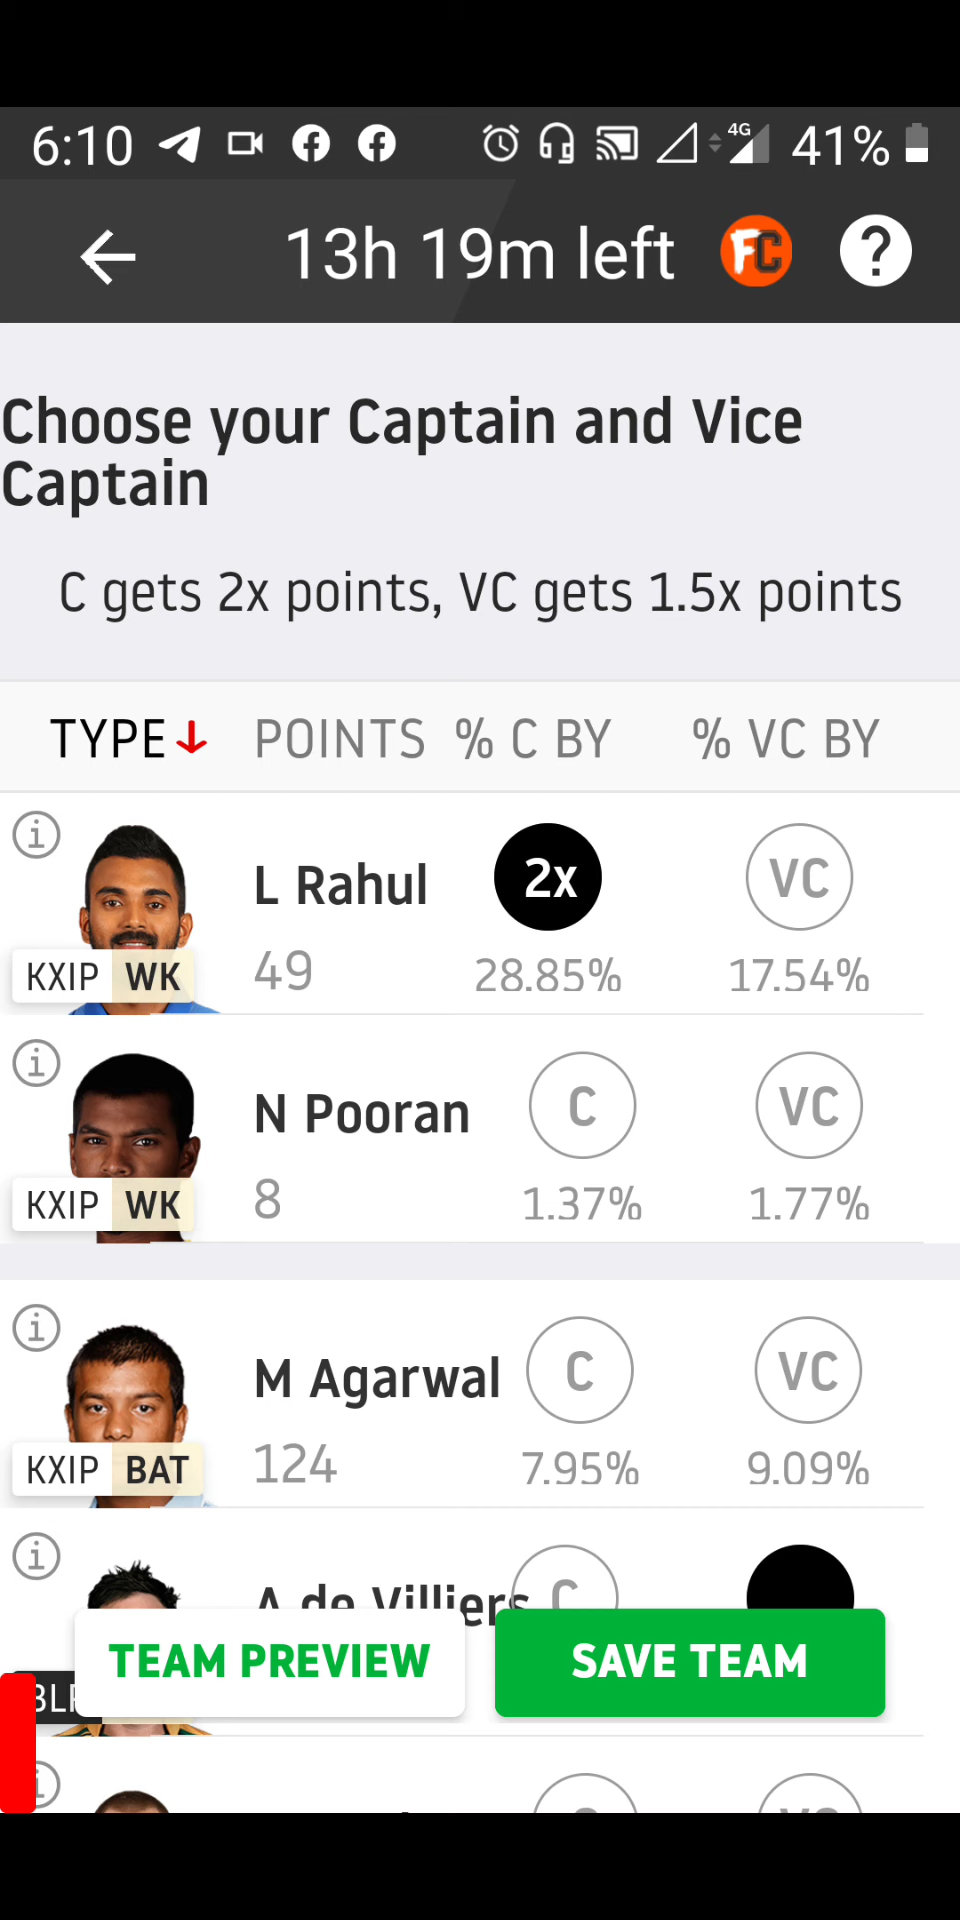 6:10 4G 41%
13h 19m left FC ?
Choose your Captain and Vice
Captain
C gets 2x points, VC gets 1.5x points
TYPE POINTS % C BY % VC BY
i
L Rahul 2x VC
KXIP WK 49 28.85% 17.54%
i
N Pooran C VC
KXIP WK 8 1.37% 1.77%
i
M Agarwal C VC
KXIP BAT 124 7.95% 9.09%
i
A de Villiers C
TEAM PREVIEW SAVE TEAM
i
C VC